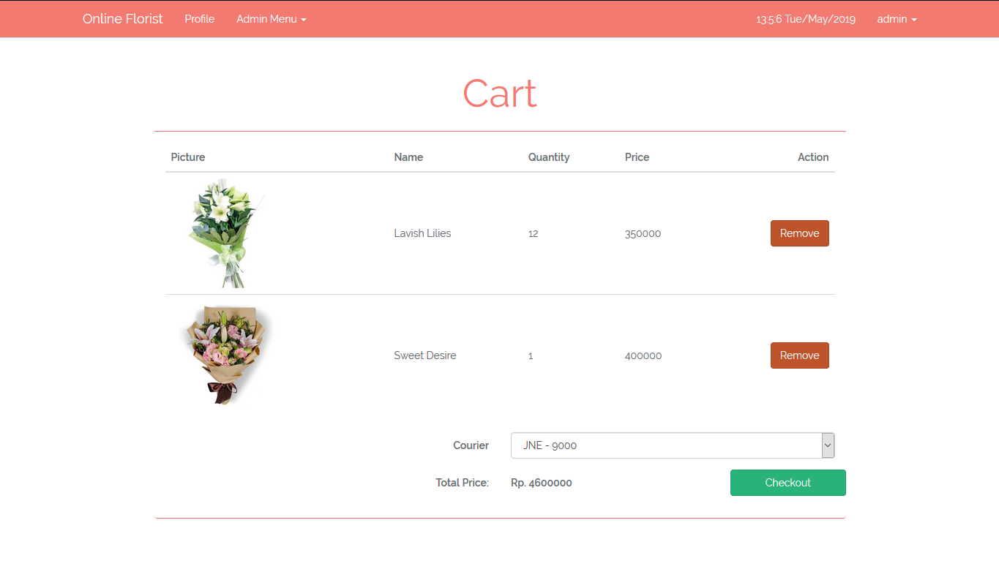 Online Florist Profile Admin Menu 13:5:6 Tue/May/2019 admin
Cart
Picture Name Quantity Price Action
Lavish Lilies 12 350000 Remove
Sweet Desire 1 400000 Remove
Courier JNE - 9000
Total Price: Rp. 4600000 Checkout